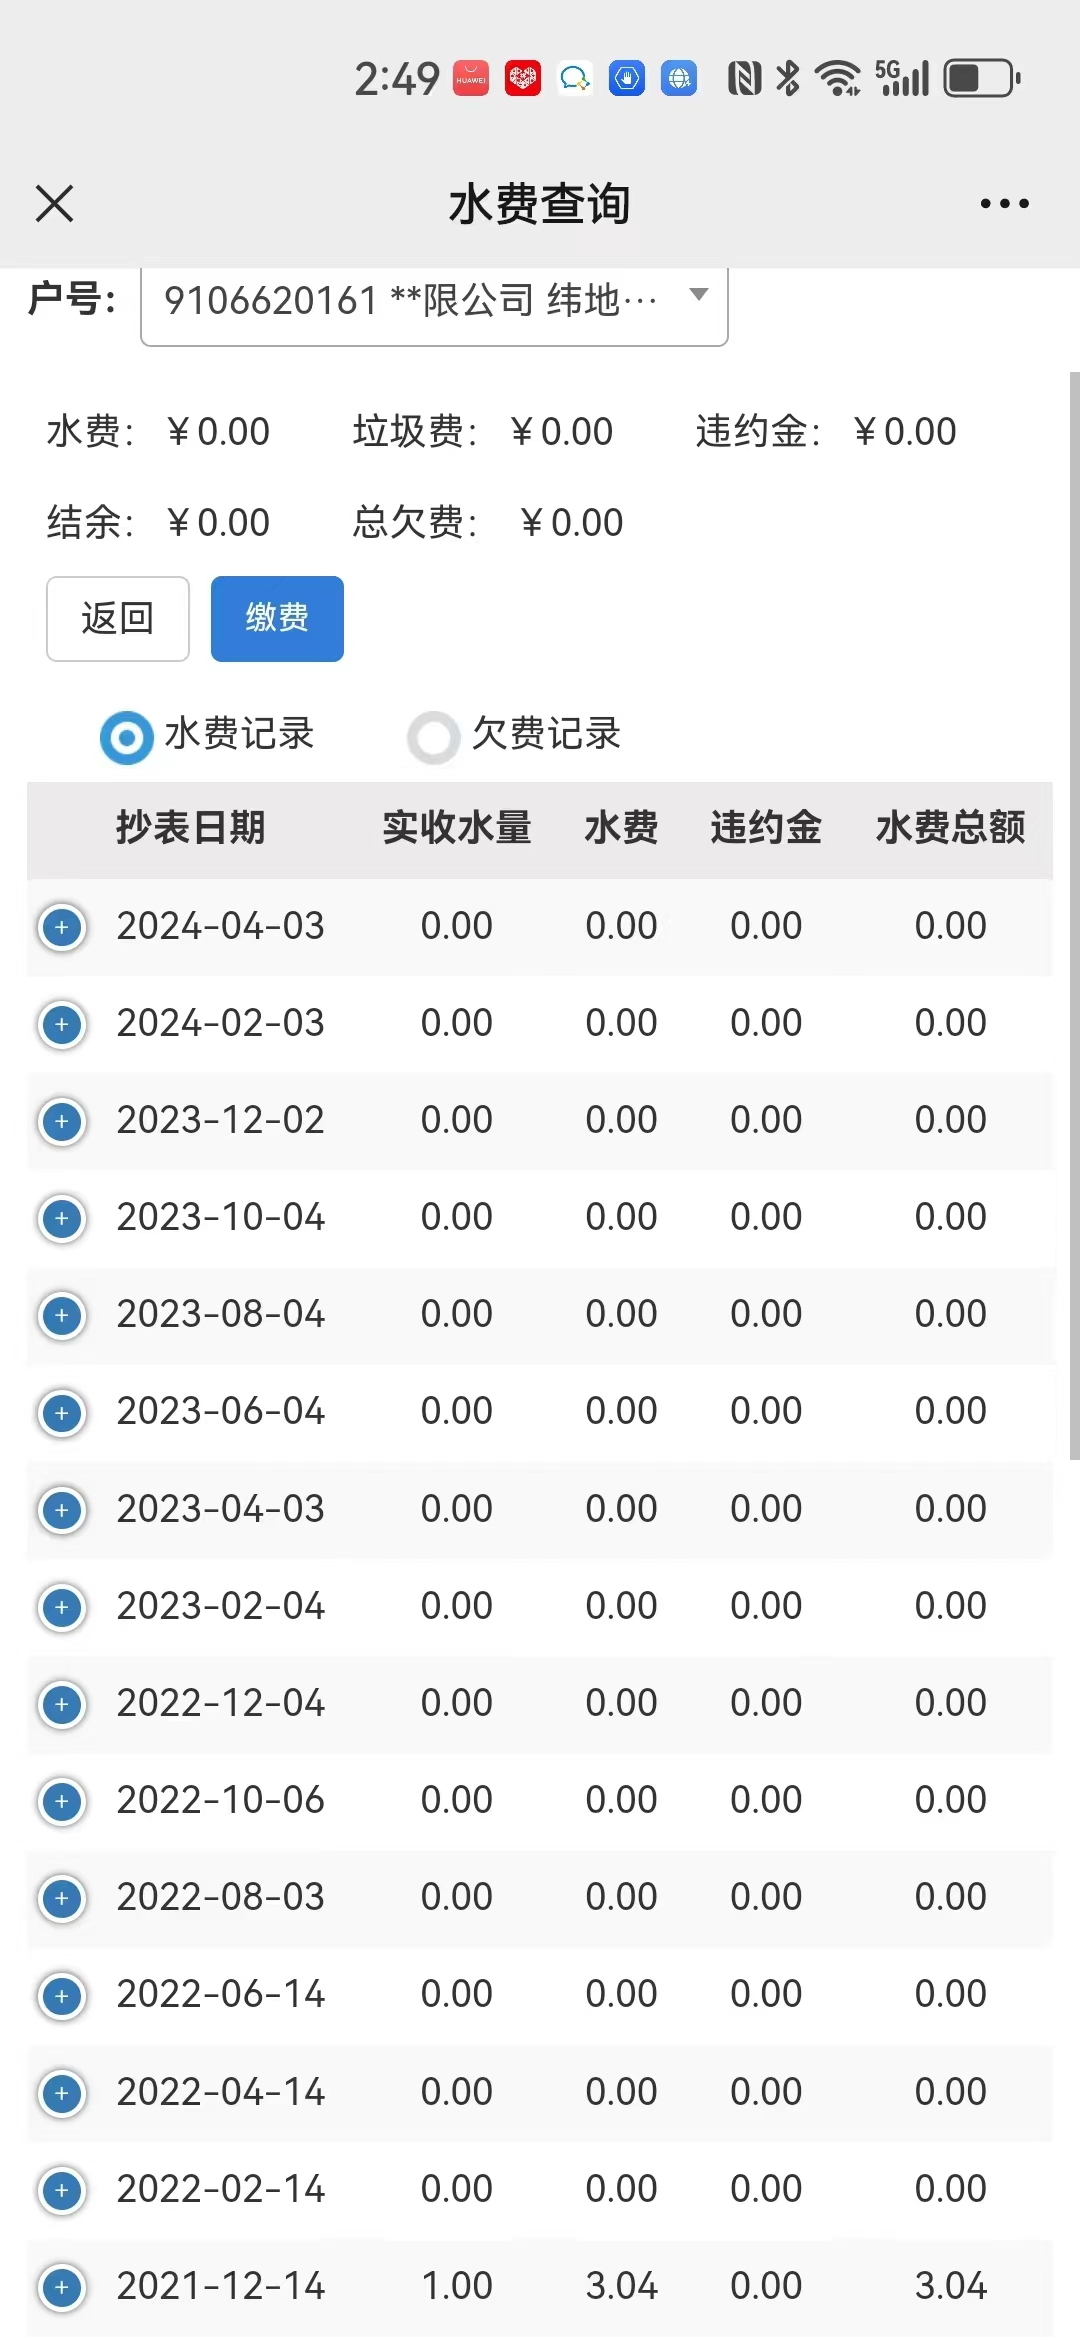 2:49 HUAWEI 5G
水费查询
户号: 9106620161 **限公司 纬地…
水费: ￥0.00 垃圾费: ￥0.00 违约金: ￥0.00
结余: ￥0.00 总欠费: ￥0.00
返回 缴费
水费记录 欠费记录
抄表日期 实收水量 水费 违约金 水费总额
2024-04-03 0.00 0.00 0.00 0.00
2024-02-03 0.00 0.00 0.00 0.00
2023-12-02 0.00 0.00 0.00 0.00
2023-10-04 0.00 0.00 0.00 0.00
2023-08-04 0.00 0.00 0.00 0.00
2023-06-04 0.00 0.00 0.00 0.00
2023-04-03 0.00 0.00 0.00 0.00
2023-02-04 0.00 0.00 0.00 0.00
2022-12-04 0.00 0.00 0.00 0.00
2022-10-06 0.00 0.00 0.00 0.00
2022-08-03 0.00 0.00 0.00 0.00
2022-06-14 0.00 0.00 0.00 0.00
2022-04-14 0.00 0.00 0.00 0.00
2022-02-14 0.00 0.00 0.00 0.00
2021-12-14 1.00 3.04 0.00 3.04